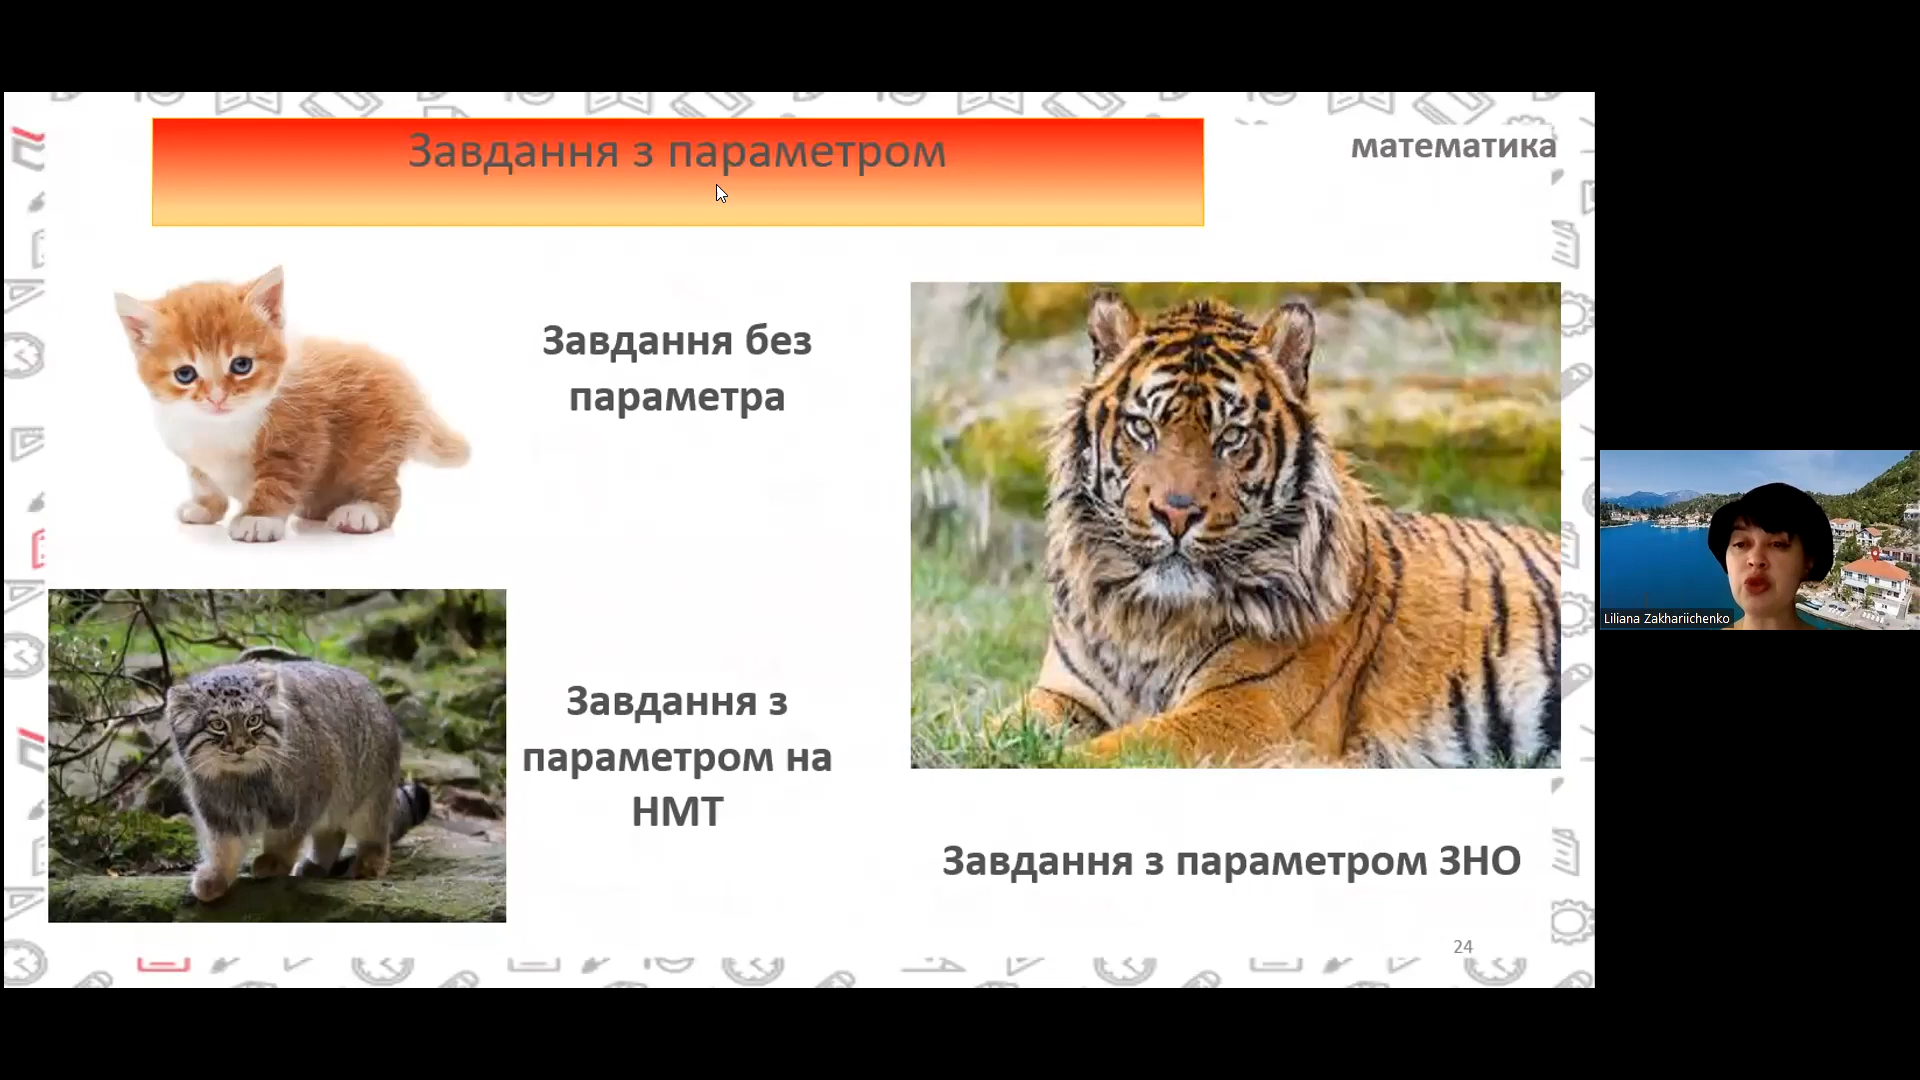 Завдання з параметром
математика
Завдання без
параметра
Завдання з
параметром на
НМТ
Завдання з параметром ЗНО
24
Liliana Zakhariichenko